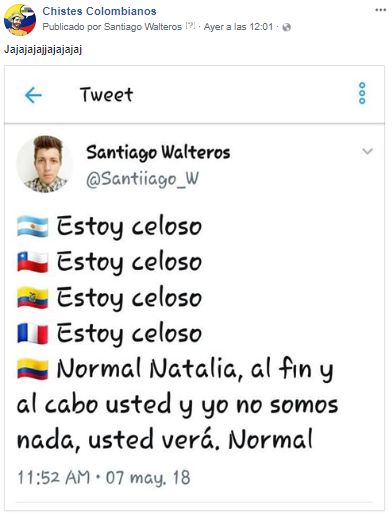 Chistes Colombianos
Publicado por Santiago Walteros [?] · Ayer a las 12:01 ·
Jajajajajjajajajaj
Tweet
Santiago Walteros
@Santiiago_W
🇦🇷 Estoy celoso
🇨🇱 Estoy celoso
🇪🇨 Estoy celoso
🇫🇷 Estoy celoso
🇨🇴 Normal Natalia, al fin y
al cabo usted y yo no somos
nada, usted verá. Normal
11:52 AM · 07 may. 18